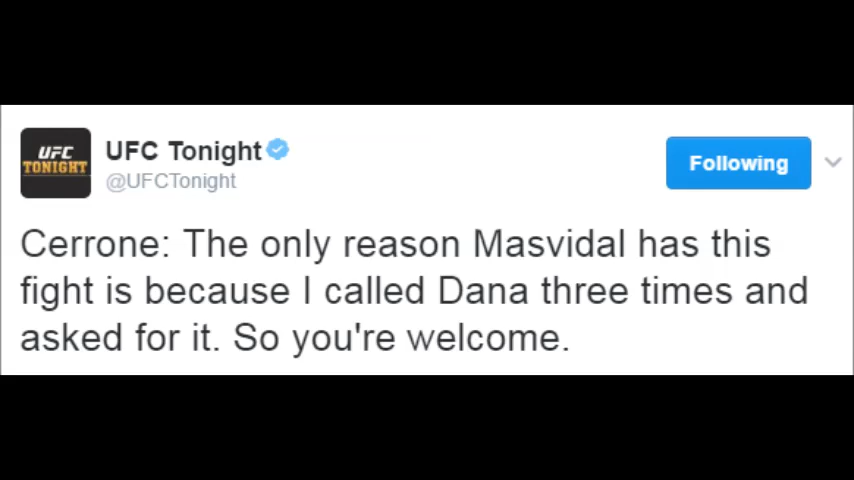 UFC
TONIGHT
UFC Tonight
@UFCTonight
Following
Cerrone: The only reason Masvidal has this
fight is because I called Dana three times and
asked for it. So you're welcome.